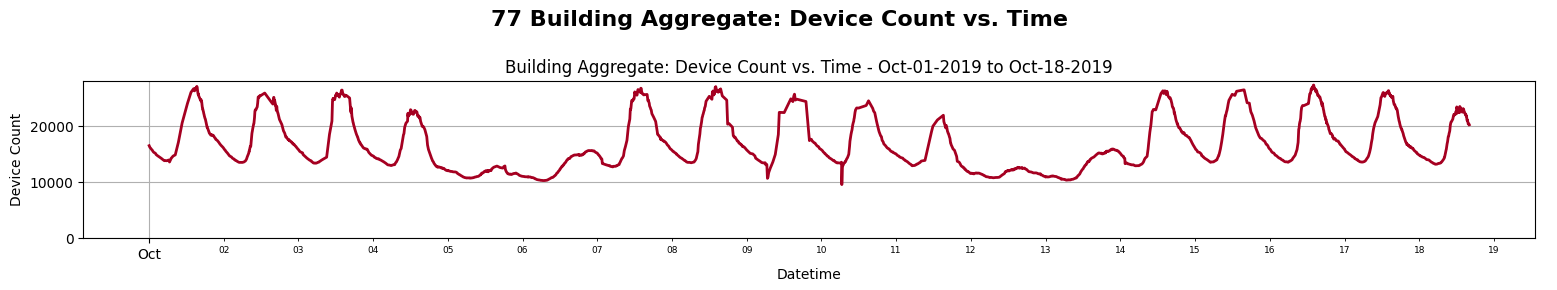 77 Building Aggregate: Device Count vs. Time
Building Aggregate: Device Count vs. Time - Oct-01-2019 to Oct-18-2019
Device Count
20000
10000
0
Oct 02 03 04 05 06 07 08 09 10 11 12 13 14 15 16 17 18 19
Datetime